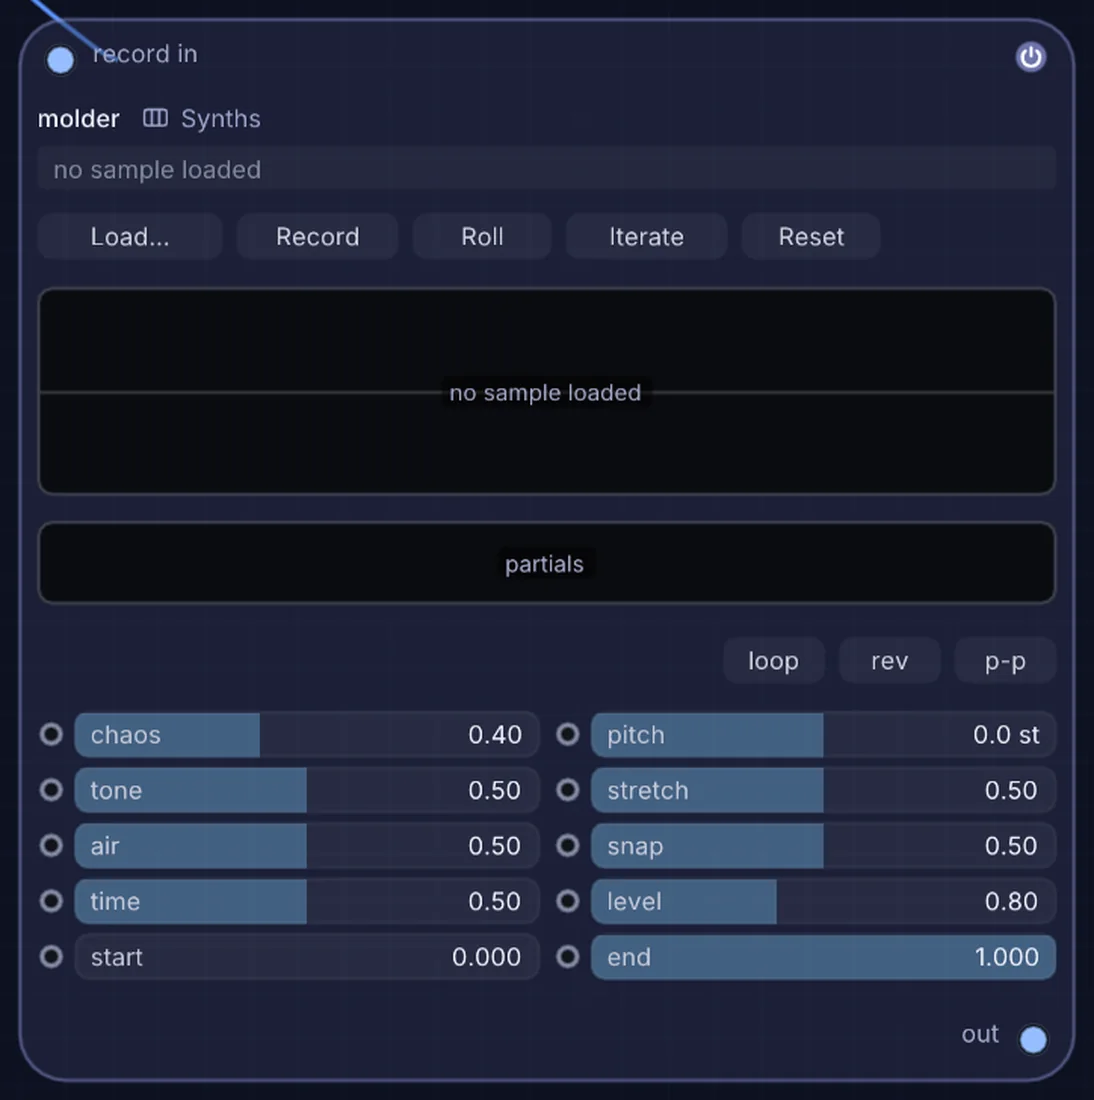 record in
molder Synths
no sample loaded
Load... Record Roll Iterate Reset
no sample loaded
partials
loop rev p-p
chaos 0.40 pitch 0.0 st
tone 0.50 stretch 0.50
air 0.50 snap 0.50
time 0.50 level 0.80
start 0.000 end 1.000
out